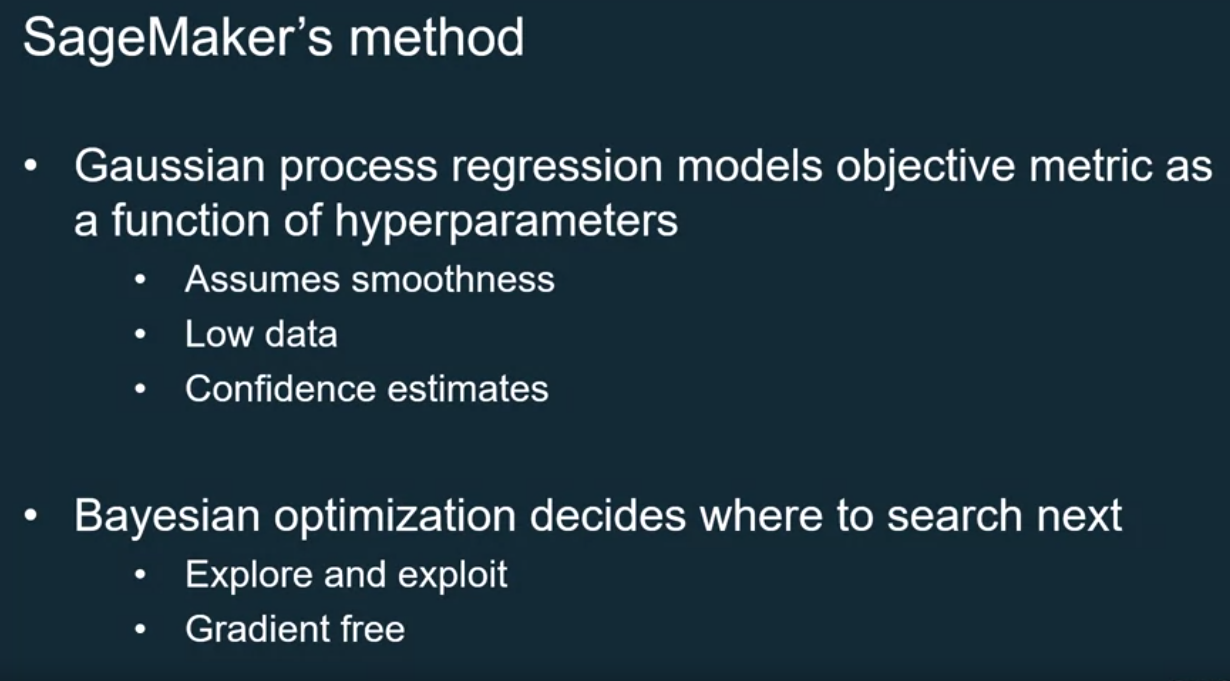 SageMaker’s method
• Gaussian process regression models objective metric as
a function of hyperparameters
• Assumes smoothness
• Low data
• Confidence estimates
• Bayesian optimization decides where to search next
• Explore and exploit
• Gradient free